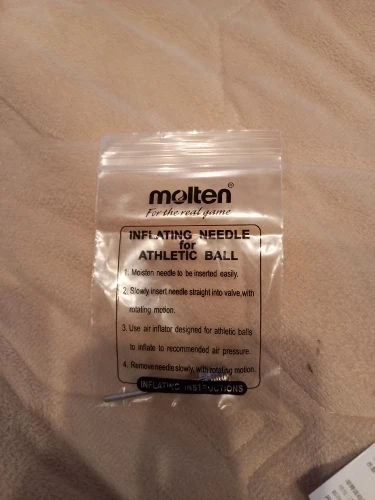 molten®
For the real game
INFLATING NEEDLE
for
ATHLETIC BALL
1. Moisten needle to be inserted easily.
2. Slowly insert needle straight into valve, with
rotating motion.
3. Use air inflator designed for athletic balls
to inflate to recommended air pressure.
4. Remove needle slowly, with rotating motion.
INFLATING INSTRUCTIONS